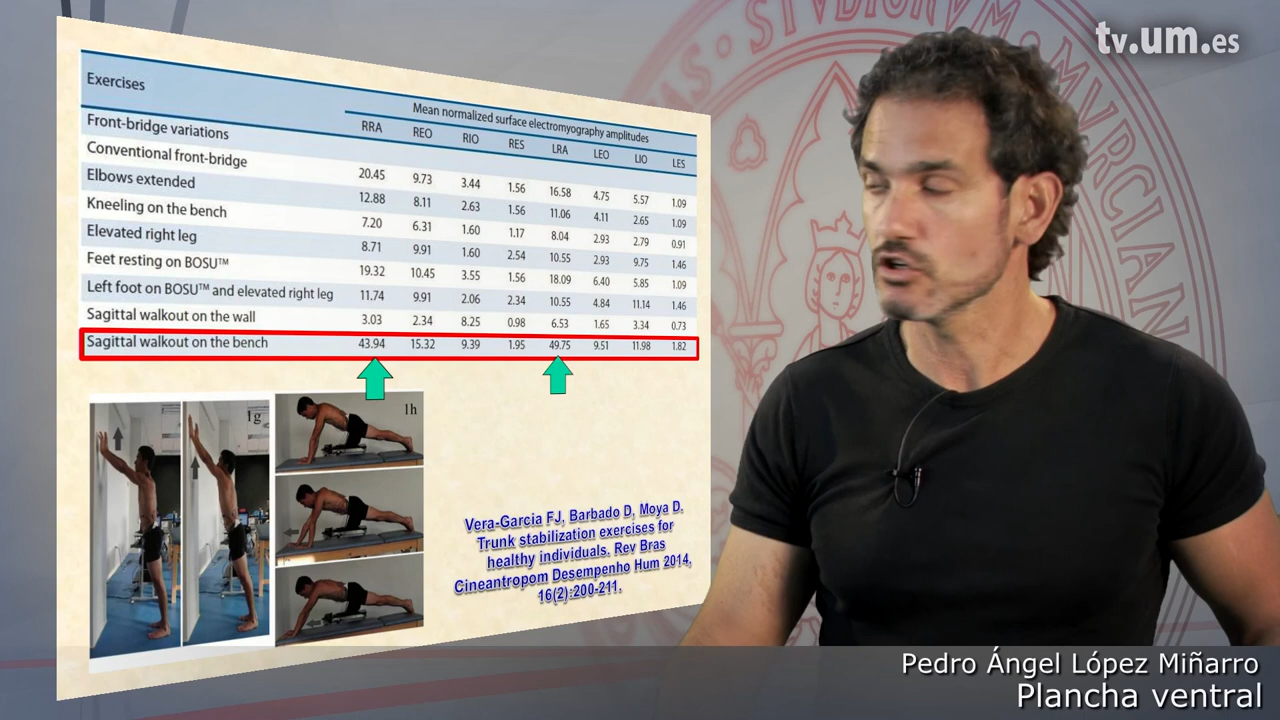 tv.um.es
Exercises
Mean normalized surface electromyography amplitudes
RRA REO RIO RES LRA LEO LIO LES
Front-bridge variations
Conventional front-bridge 20.45 9.73 3.44 1.56 16.58 4.75 5.57 1.09
Elbows extended 12.88 8.11 2.63 1.56 11.06 4.11 2.65 1.09
Kneeling on the bench 7.20 6.31 1.60 1.17 8.04 2.93 2.79 0.91
Elevated right leg 8.71 9.91 1.60 2.54 10.55 2.93 9.75 1.46
Feet resting on BOSU™ 19.32 10.45 3.55 1.56 18.09 6.40 5.85 1.09
Left foot on BOSU™ and elevated right leg 11.74 9.91 2.06 2.34 10.55 4.84 11.14 1.46
Sagittal walkout on the wall 3.03 2.34 8.25 0.98 6.53 1.65 3.34 0.73
Sagittal walkout on the bench 43.94 15.32 9.39 1.95 49.75 9.51 11.98 1.82
1g
1h
Vera-Garcia FJ, Barbado D, Moya D.
Trunk stabilization exercises for
healthy individuals. Rev Bras
Cineantropom Desempenho Hum 2014,
16(2):200-211.
Pedro Ángel López Miñarro
Plancha ventral